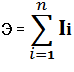 Э = ∑_{i=1}^{n} Ii